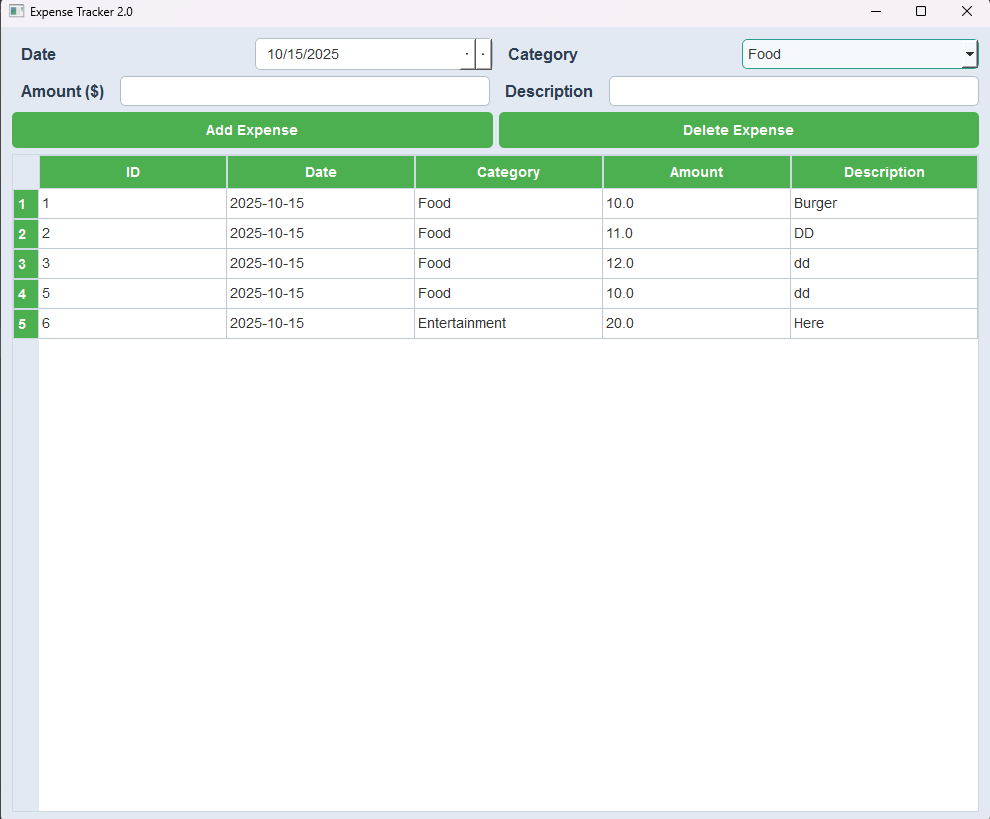 Expense Tracker 2.0
Date 10/15/2025 Category Food
Amount ($) Description
Add Expense Delete Expense
ID Date Category Amount Description
1 1 2025-10-15 Food 10.0 Burger
2 2 2025-10-15 Food 11.0 DD
3 3 2025-10-15 Food 12.0 dd
4 5 2025-10-15 Food 10.0 dd
5 6 2025-10-15 Entertainment 20.0 Here